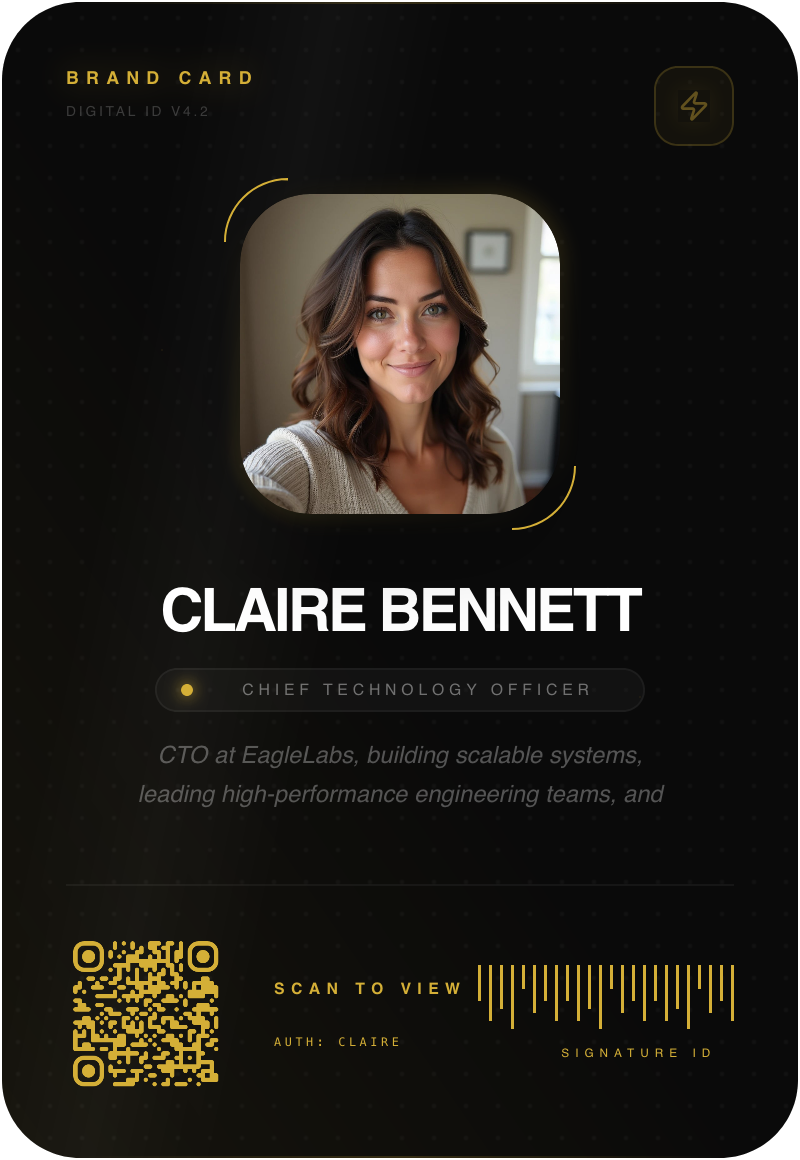 BRAND CARD
DIGITAL ID V4.2
CLAIRE BENNETT
CHIEF TECHNOLOGY OFFICER
CTO at EagleLabs, building scalable systems,
leading high-performance engineering teams, and
SCAN TO VIEW
AUTH: CLAIRE
SIGNATURE ID